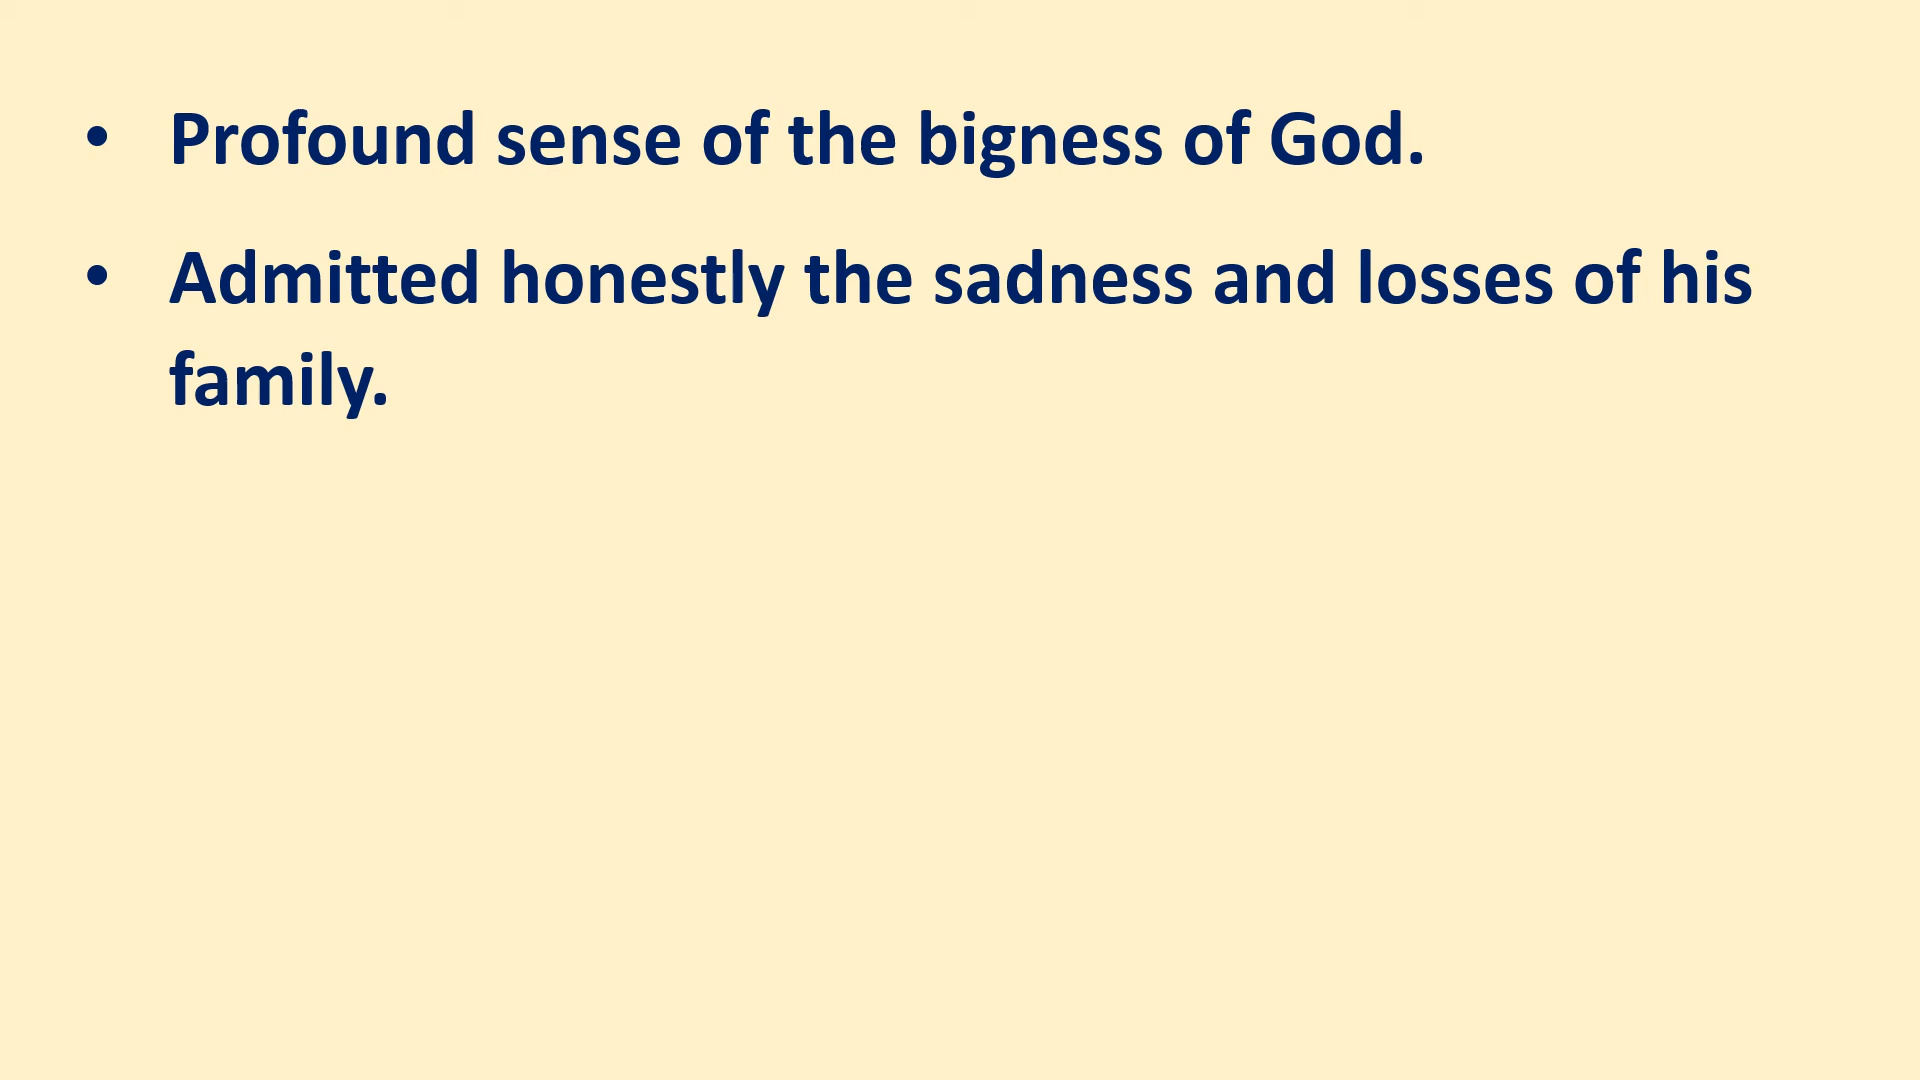 • Profound sense of the bigness of God.
• Admitted honestly the sadness and losses of his
family.